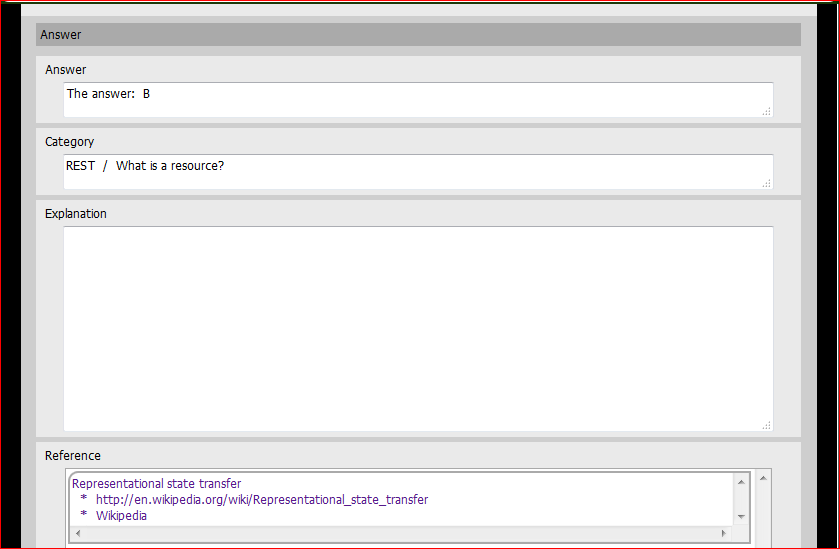 Answer
Answer
The answer:  B
Category
REST  /  What is a resource?
Explanation
Reference
Representational state transfer
*  http://en.wikipedia.org/wiki/Representational_state_transfer
*  Wikipedia